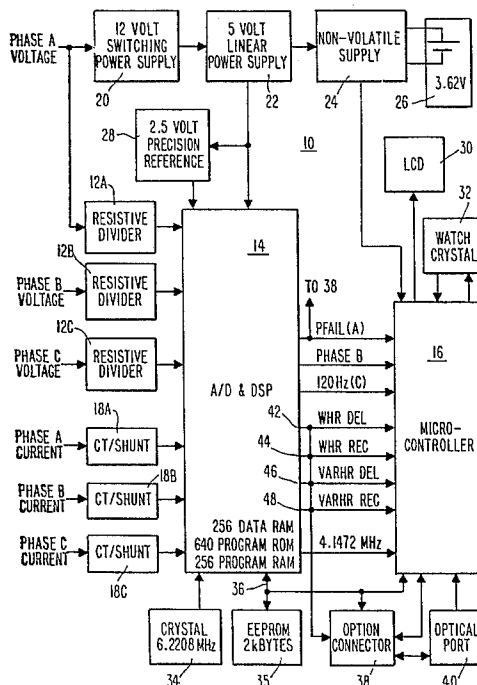 PHASE A
VOLTAGE
12 VOLT
SWITCHING
POWER SUPPLY
20
5 VOLT
LINEAR
POWER SUPPLY
22
NON-VOLATILE
SUPPLY
24
3.62V
26
28
2.5 VOLT
PRECISION
REFERENCE
10
LCD
30
32
WATCH
CRYSTAL
12A
RESISTIVE
DIVIDER
12B
PHASE B
VOLTAGE
RESISTIVE
DIVIDER
12C
PHASE C
VOLTAGE
RESISTIVE
DIVIDER
14
A/D & DSP
256 DATA RAM
640 PROGRAM ROM
256 PROGRAM RAM
TO 38
PFAIL(A)
PHASE B
120Hz(C)
42
WHR DEL
44
WHR REC
46
VARHR DEL
48
VARHR REC
4.1472 MHz
16
MICRO-
CONTROLLER
18A
PHASE A
CURRENT
CT/SHUNT
18B
PHASE B
CURRENT
CT/SHUNT
PHASE C
CURRENT
CT/SHUNT
18C
36
CRYSTAL
6.2208 MHz
34
EEPROM
2kBYTES
35
OPTION
CONNECTOR
38
OPTICAL
PORT
40